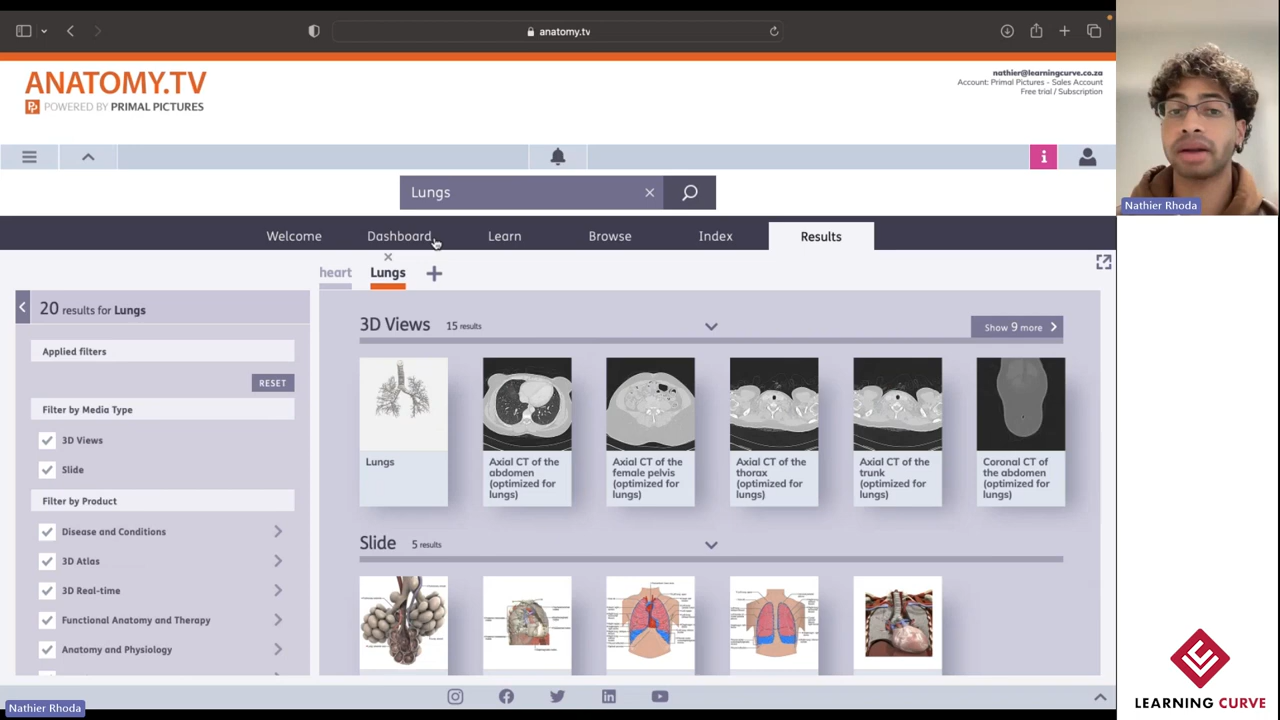 anatomy.tv
ANATOMY.TV
POWERED BY PRIMAL PICTURES
nathier@learningcurve.co.za
Account: Primal Pictures - Sales Account
Free trial / Subscription
Nathier Rhoda
Lungs
Welcome
Dashboard
Learn
Browse
Index
Results
heart
Lungs
20 results for Lungs
Applied filters
RESET
Filter by Media Type
3D Views
Slide
Filter by Product
Disease and Conditions
3D Atlas
3D Real-time
Functional Anatomy and Therapy
Anatomy and Physiology
3D Views 15 results
Show 9 more
Lungs
Axial CT of the
abdomen
(optimized for
lungs)
Axial CT of the
female pelvis
(optimized for
lungs)
Axial CT of the
thorax
(optimized for
lungs)
Axial CT of the
trunk
(optimized for
lungs)
Coronal CT of
the abdomen
(optimized for
lungs)
Slide 5 results
Nathier Rhoda
LEARNING CURVE